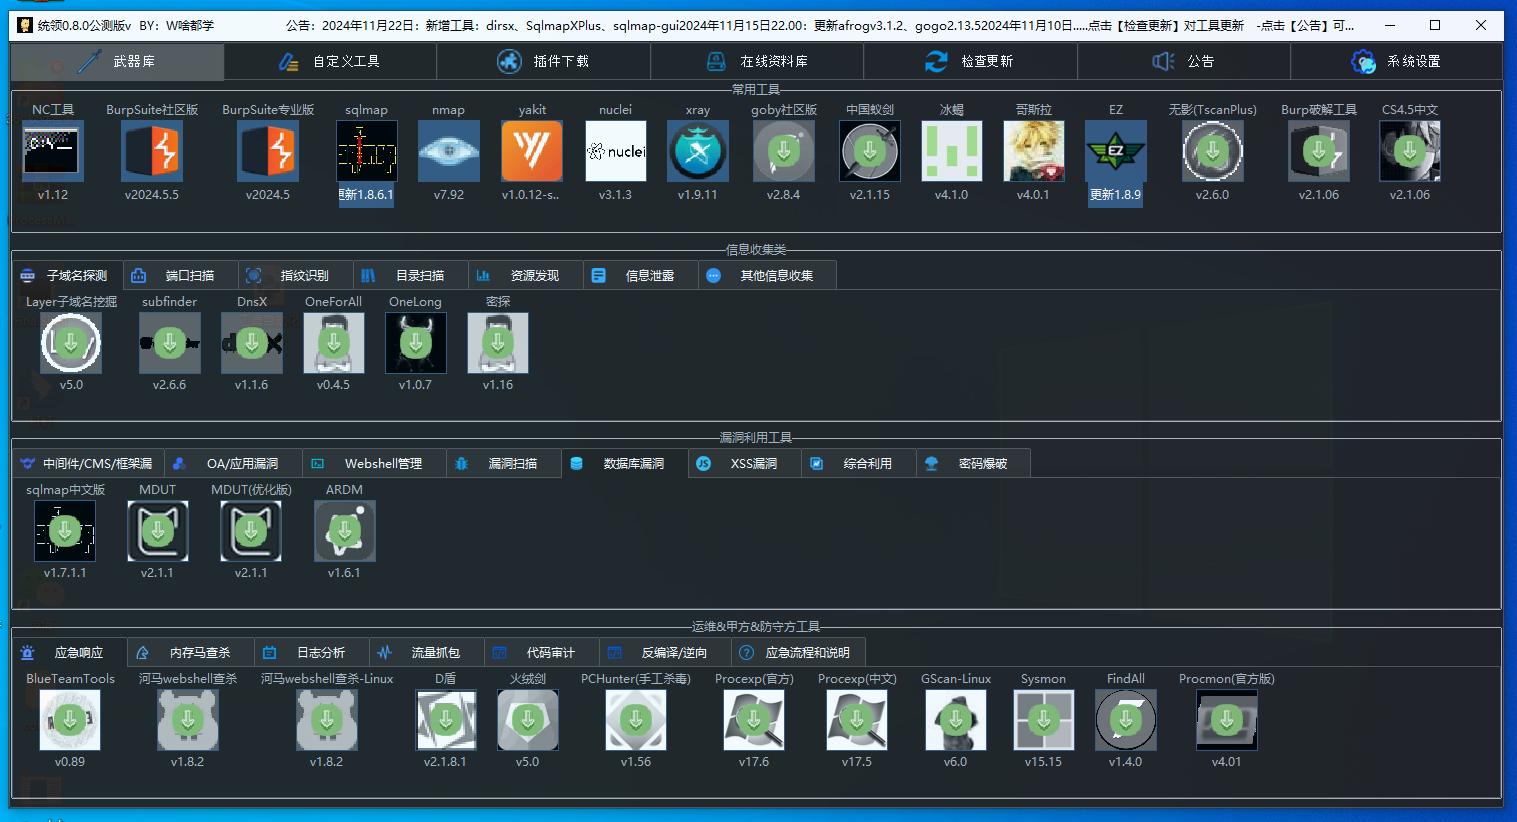 统领0.8.0公测版v BY：W啥都学 公告：2024年11月22日：新增工具：dirsx、SqlmapXPlus、sqlmap-gui2024年11月15日22.00：更新afrogv3.1.2、gogo2.13.52024年11月10日.....点击【检查更新】对工具更新 -点击【公告】可...
武器库 自定义工具 插件下载 在线资料库 检查更新 公告 系统设置
常用工具
NC工具 BurpSuite社区版 BurpSuite专业版 sqlmap nmap yakit nuclei xray goby社区版 中国蚁剑 冰蝎 哥斯拉 EZ 无影(TscanPlus) Burp破解工具 CS4.5中文
nuclei EZ
v1.12 v2024.5.5 v2024.5 更新1.8.6.1 v7.92 v1.0.12-s.. v3.1.3 v1.9.11 v2.8.4 v2.1.15 v4.1.0 v4.0.1 更新1.8.9 v2.6.0 v2.1.06 v2.1.06
信息收集类
子域名探测 端口扫描 指纹识别 目录扫描 资源发现 信息泄露 其他信息收集
Layer子域名挖掘 subfinder DnsX OneForAll OneLong 密探
v5.0 v2.6.6 v1.1.6 v0.4.5 v1.0.7 v1.16
漏洞利用工具
中间件/CMS/框架漏 OA/应用漏洞 Webshell管理 漏洞扫描 数据库漏洞 JS XSS漏洞 综合利用 密码爆破
sqlmap中文版 MDUT MDUT(优化版) ARDM
v1.7.1.1 v2.1.1 v2.1.1 v1.6.1
运维&甲方&防守方工具
应急响应 内存马查杀 日志分析 流量抓包 代码审计 反编译/逆向 应急流程和说明
BlueTeamTools 河马webshell查杀 河马webshell查杀-Linux D盾 火绒剑 PCHunter(手工杀毒) Procexp(官方) Procexp(中文) GScan-Linux Sysmon FindAll Procmon(官方版)
v0.89 v1.8.2 v1.8.2 v2.1.8.1 v5.0 v1.56 v17.6 v17.5 v6.0 v15.15 v1.4.0 v4.01